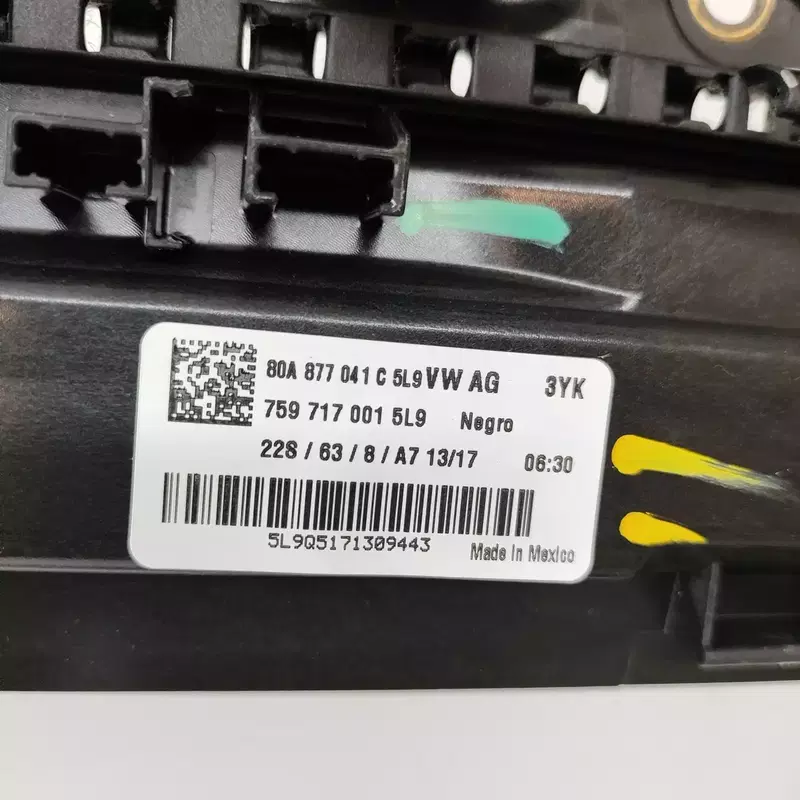 80A 877 041 C 5L9 VW AG 3YK
759 717 001 5L9 Negro
22S / 63 / 8 / A7 13/17 06:30
5L9Q5171309443
Made in Mexico